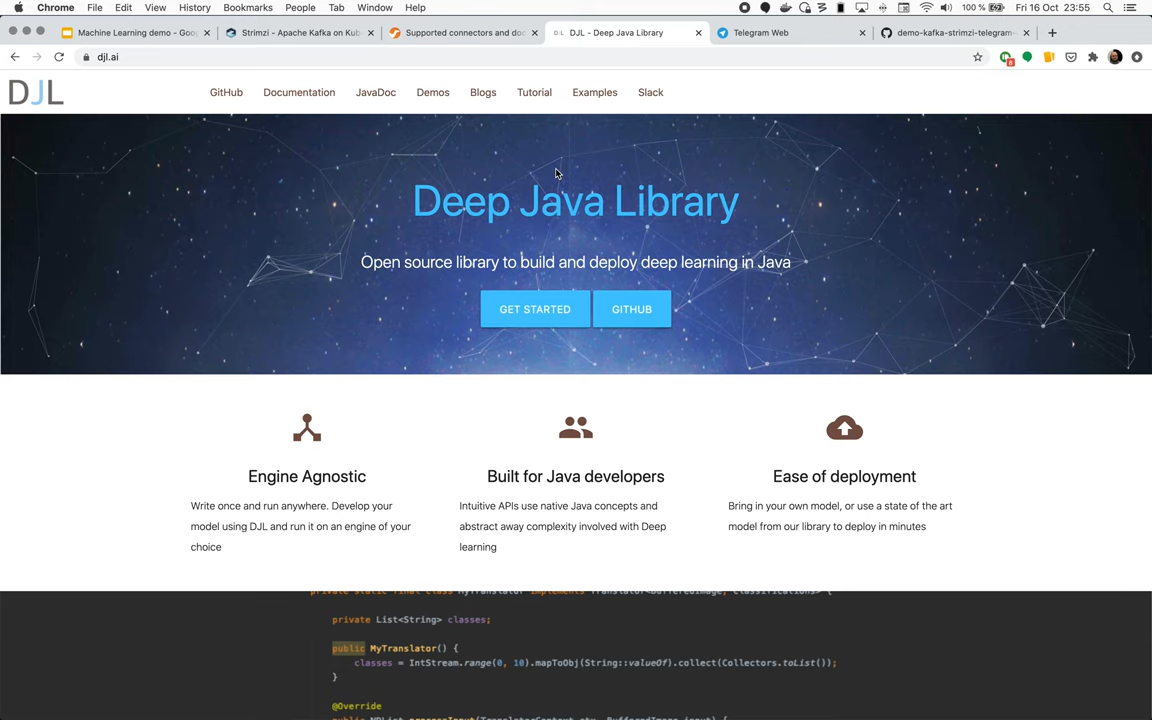 Chrome File Edit View History Bookmarks People Tab Window Help 100 % Fri 16 Oct 23:55
Machine Learning demo - Goo
Strimzi - Apache Kafka on Kub
Supported connectors and doc
DJL - Deep Java Library
Telegram Web
demo-kafka-strimzi-telegram-
djl.ai
8
DJL
GitHub Documentation JavaDoc Demos Blogs Tutorial Examples Slack
Deep Java Library
Open source library to build and deploy deep learning in Java
GET STARTED GITHUB
Engine Agnostic
Write once and run anywhere. Develop your
model using DJL and run it on an engine of your
choice
Built for Java developers
Intuitive APIs use native Java concepts and
abstract away complexity involved with Deep
learning
Ease of deployment
Bring in your own model, or use a state of the art
model from our library to deploy in minutes
private static final class MyTranslator implements Translator<BufferedImage, Classifications> {
private List<String> classes;
public MyTranslator() {
classes = IntStream.range(0, 10).mapToObj(String::valueOf).collect(Collectors.toList());
}
@Override
public NDList processInput(TranslatorContext ctx, BufferedImage input) {